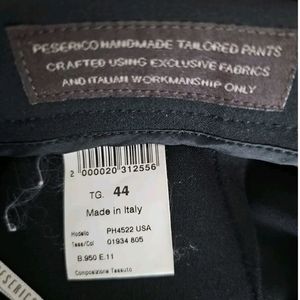 PESERICO HANDMADE TAILORED PANTS
CRAFTED USING EXCLUSIVE FABRICS
AND ITALIAN WORKMANSHIP ONLY
2 000020 312556
TG. 44
Made in Italy
Modello PH4522 USA
Tess/Col 01934 805
B.950 E.11
Composizione Tessuto
PESERICO